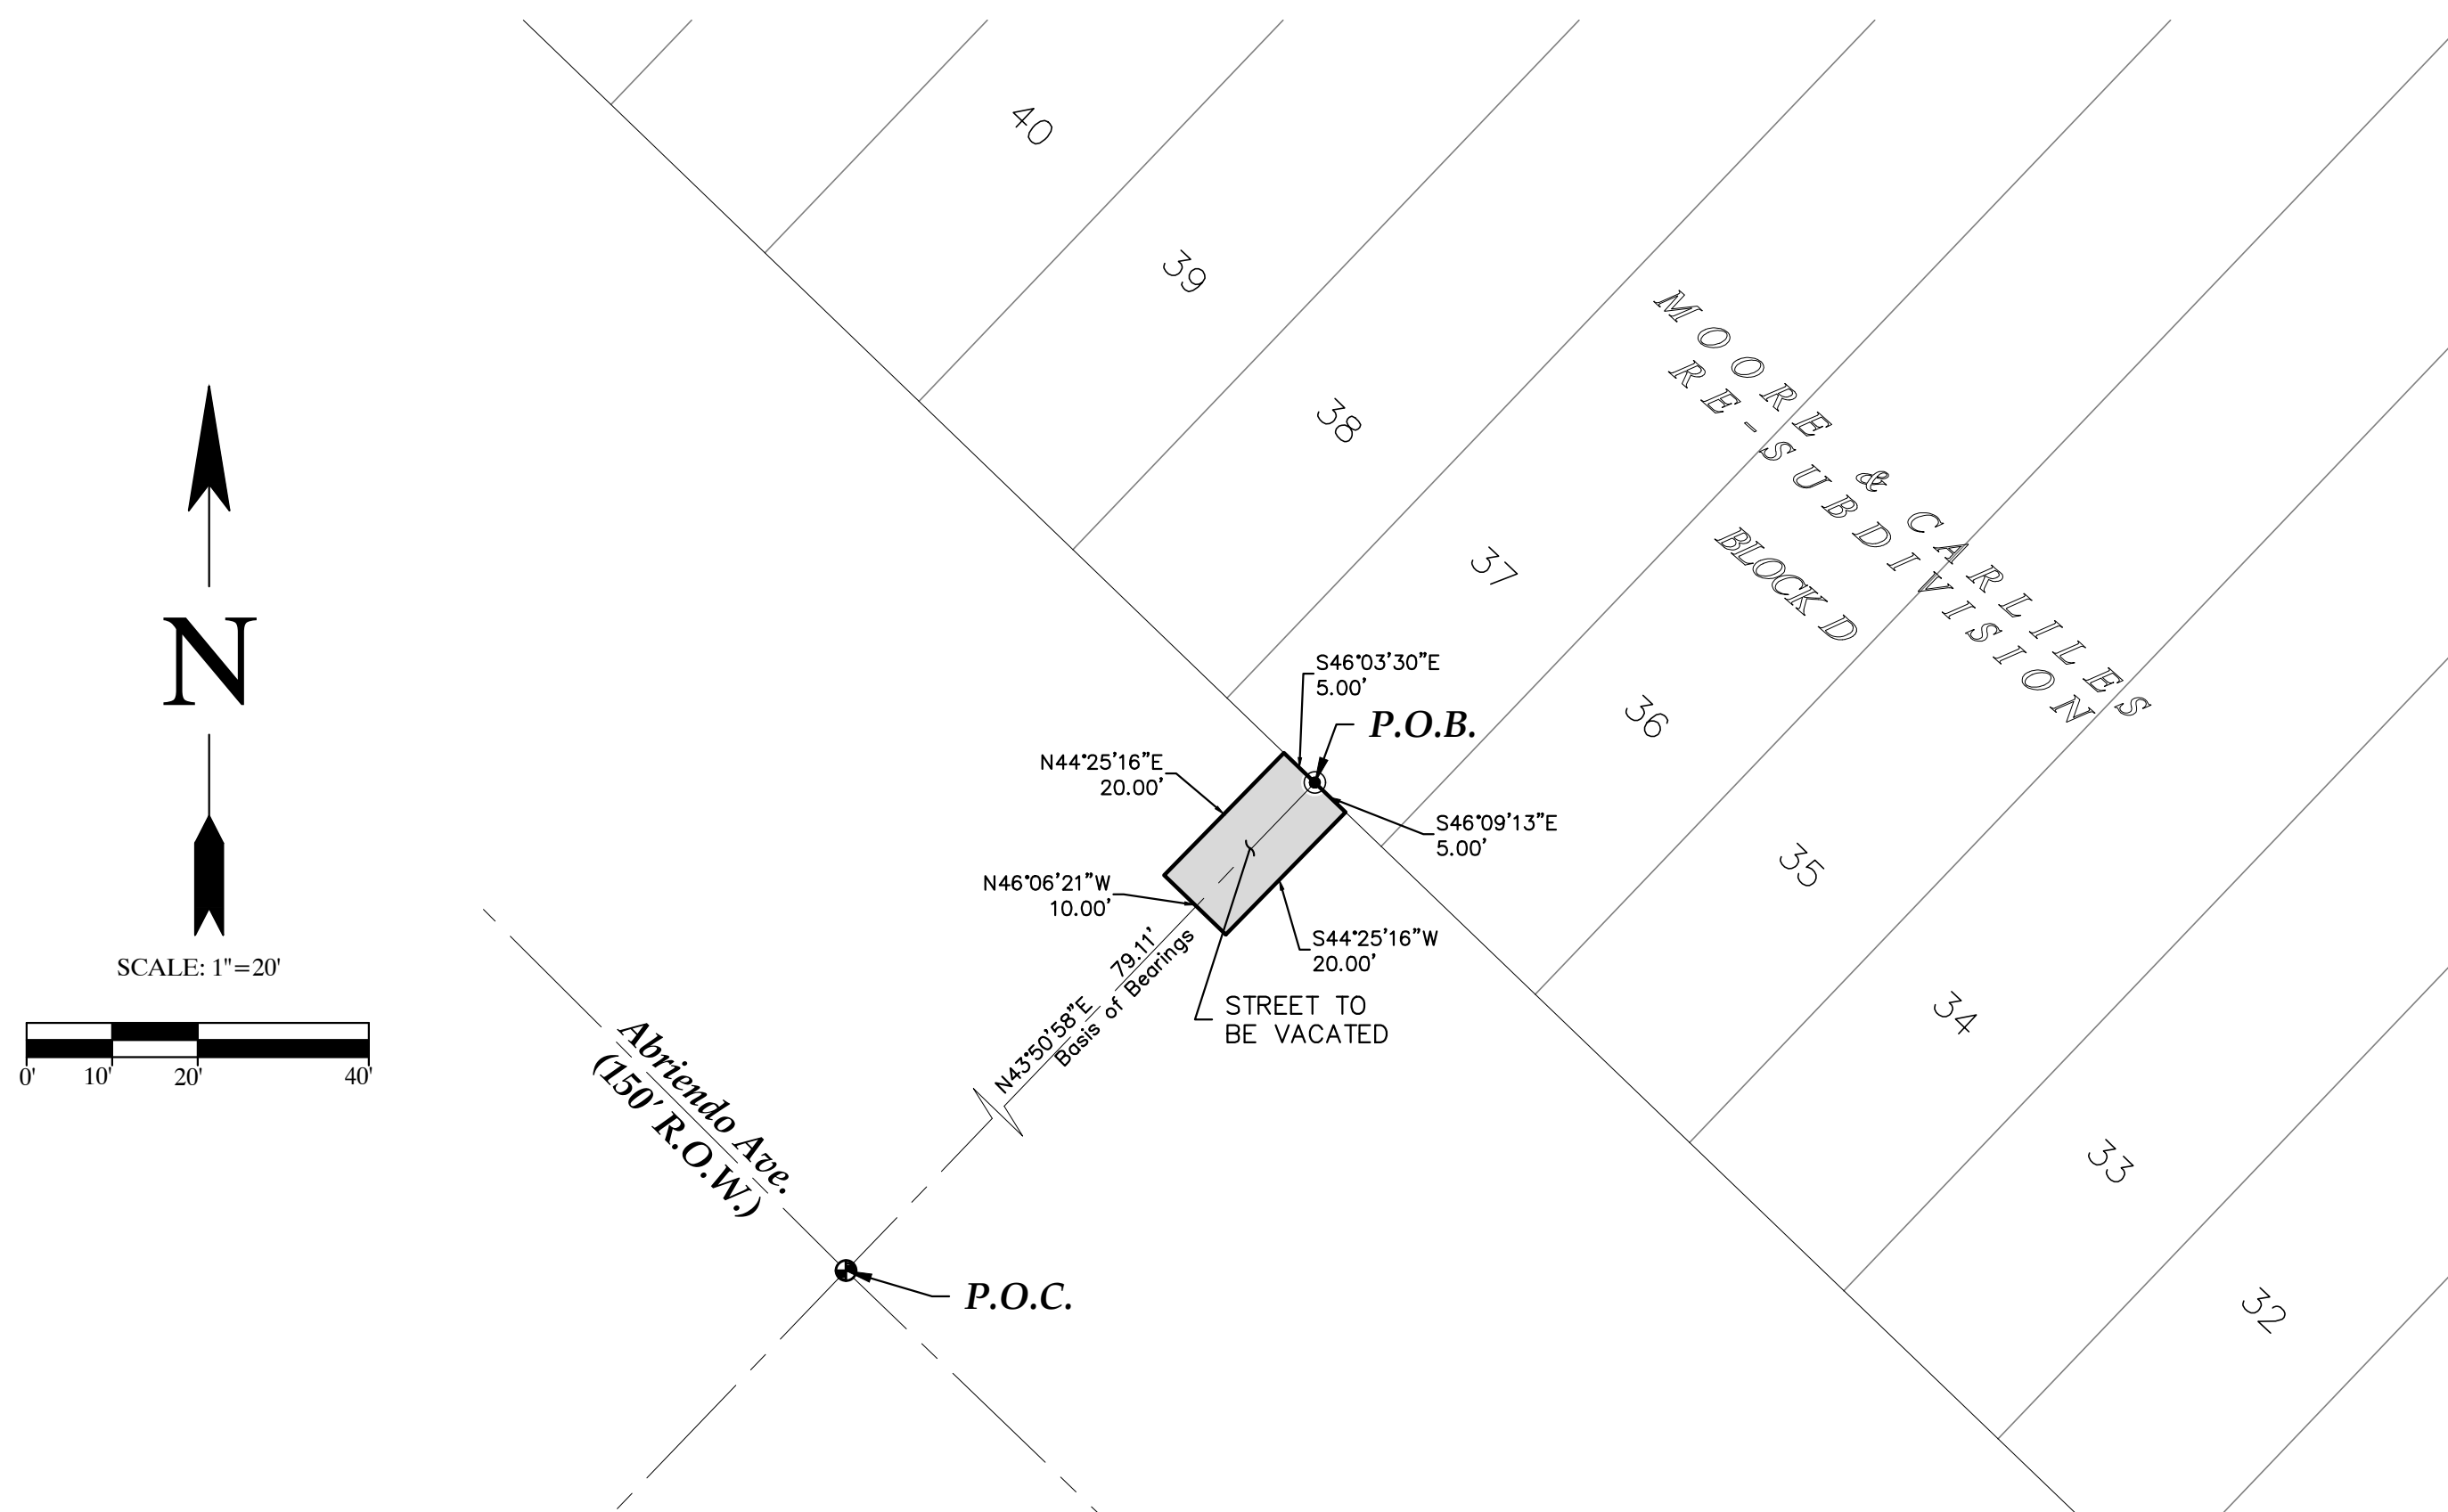 40
39
38
37
36
35
34
33
32
MOORE & CARLILES
RE-SUBDIVISION
BLOCK D
N
SCALE: 1"=20'
0' 10' 20' 40'
S46°03'30"E
5.00'
P.O.B.
N44°25'16"E
20.00'
S46°09'13"E
5.00'
N46°06'21"W
10.00'
S44°25'16"W
20.00'
N43°50'58"E 79.11'
Basis of Bearings
STREET TO
BE VACATED
Abriendo Ave.
(150' R.O.W.)
P.O.C.